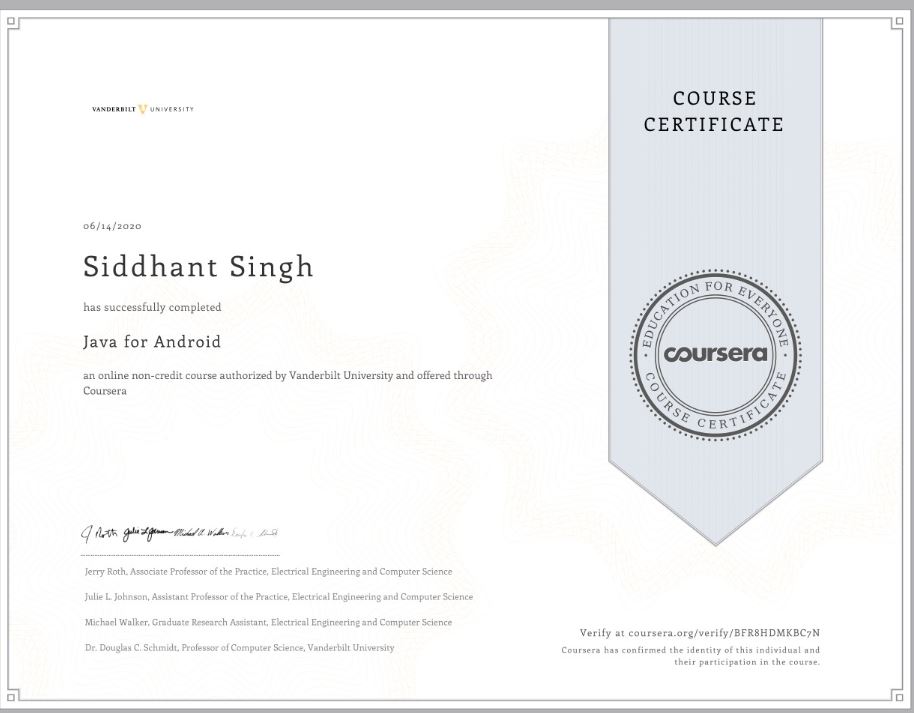 VANDERBILT V UNIVERSITY
COURSE
CERTIFICATE
06/14/2020
Siddhant Singh
has successfully completed
Java for Android
an online non-credit course authorized by Vanderbilt University and offered through
Coursera
EDUCATION FOR EVERYONE
coursera
COURSE CERTIFICATE
Jerry Roth, Associate Professor of the Practice, Electrical Engineering and Computer Science
Julie L. Johnson, Assistant Professor of the Practice, Electrical Engineering and Computer Science
Michael Walker, Graduate Research Assistant, Electrical Engineering and Computer Science
Dr. Douglas C. Schmidt, Professor of Computer Science, Vanderbilt University
Verify at coursera.org/verify/BFR8HDMKBC7N
Coursera has confirmed the identity of this individual and
their participation in the course.